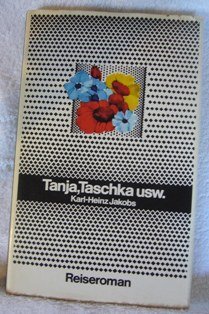 Tanja,Taschka usw.
Karl-Heinz Jakobs
Reiseroman